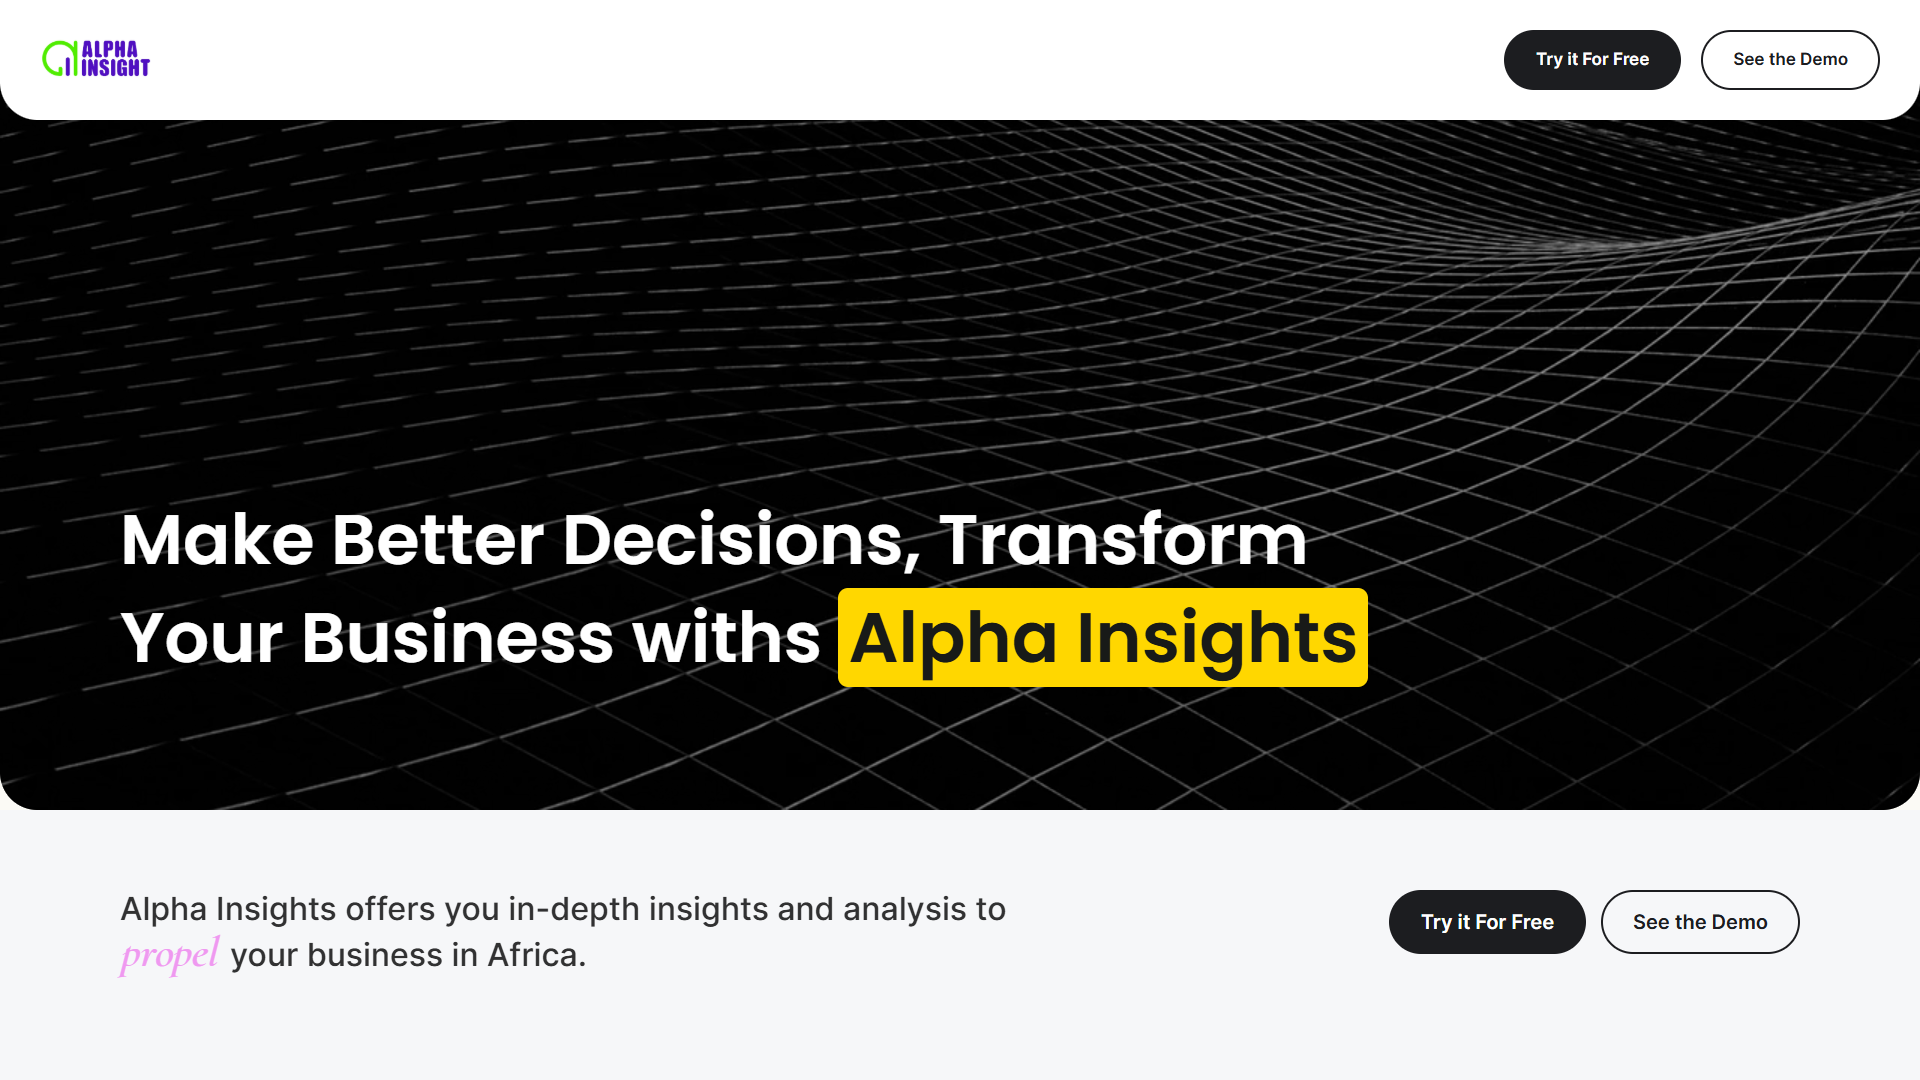 ALPHA
INSIGHT
Try it For Free
See the Demo
Make Better Decisions, Transform
Your Business withs Alpha Insights
Alpha Insights offers you in-depth insights and analysis to
propel your business in Africa.
Try it For Free
See the Demo